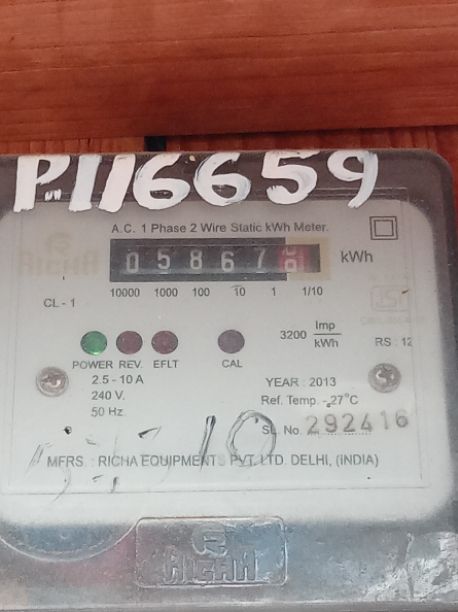 P.116659
A.C. 1 Phase 2 Wire Static kWh Meter.
RICHA
0 5 8 6 7 kWh
10000 1000 100 10 1 1/10
CL - 1
3200 Imp/kWh
RS : 12
POWER REV. EFLT CAL
2.5 - 10 A
240 V.
50 Hz
YEAR : 2013
Ref. Temp. - 27°C
SL. No. 292416
MFRS. : RICHA EQUIPMENTS PVT. LTD. DELHI, (INDIA)
RICHA